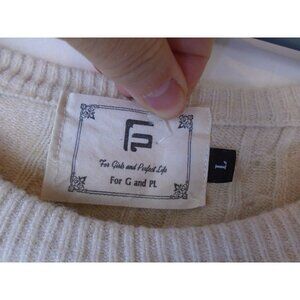 For Girls and Perfect Life
For G and PL
L